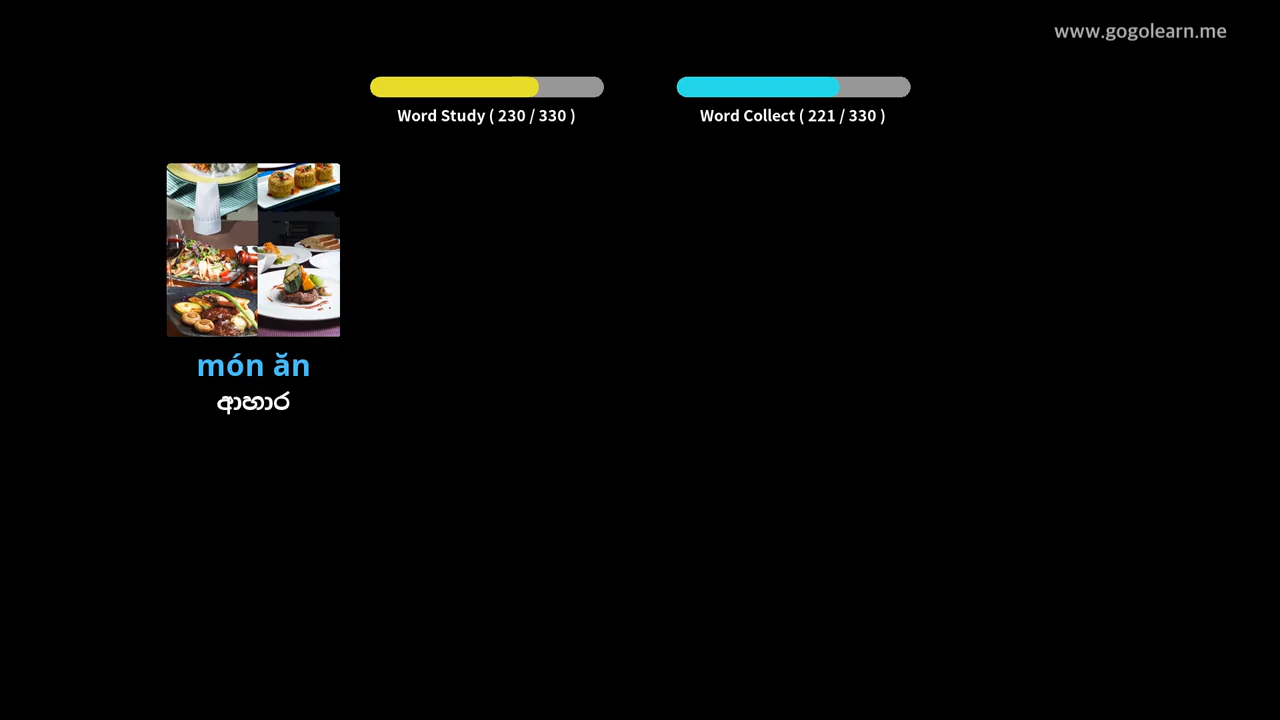 www.gogolearn.me
Word Study ( 230 / 330 )
Word Collect ( 221 / 330 )
món ăn
ආහාර